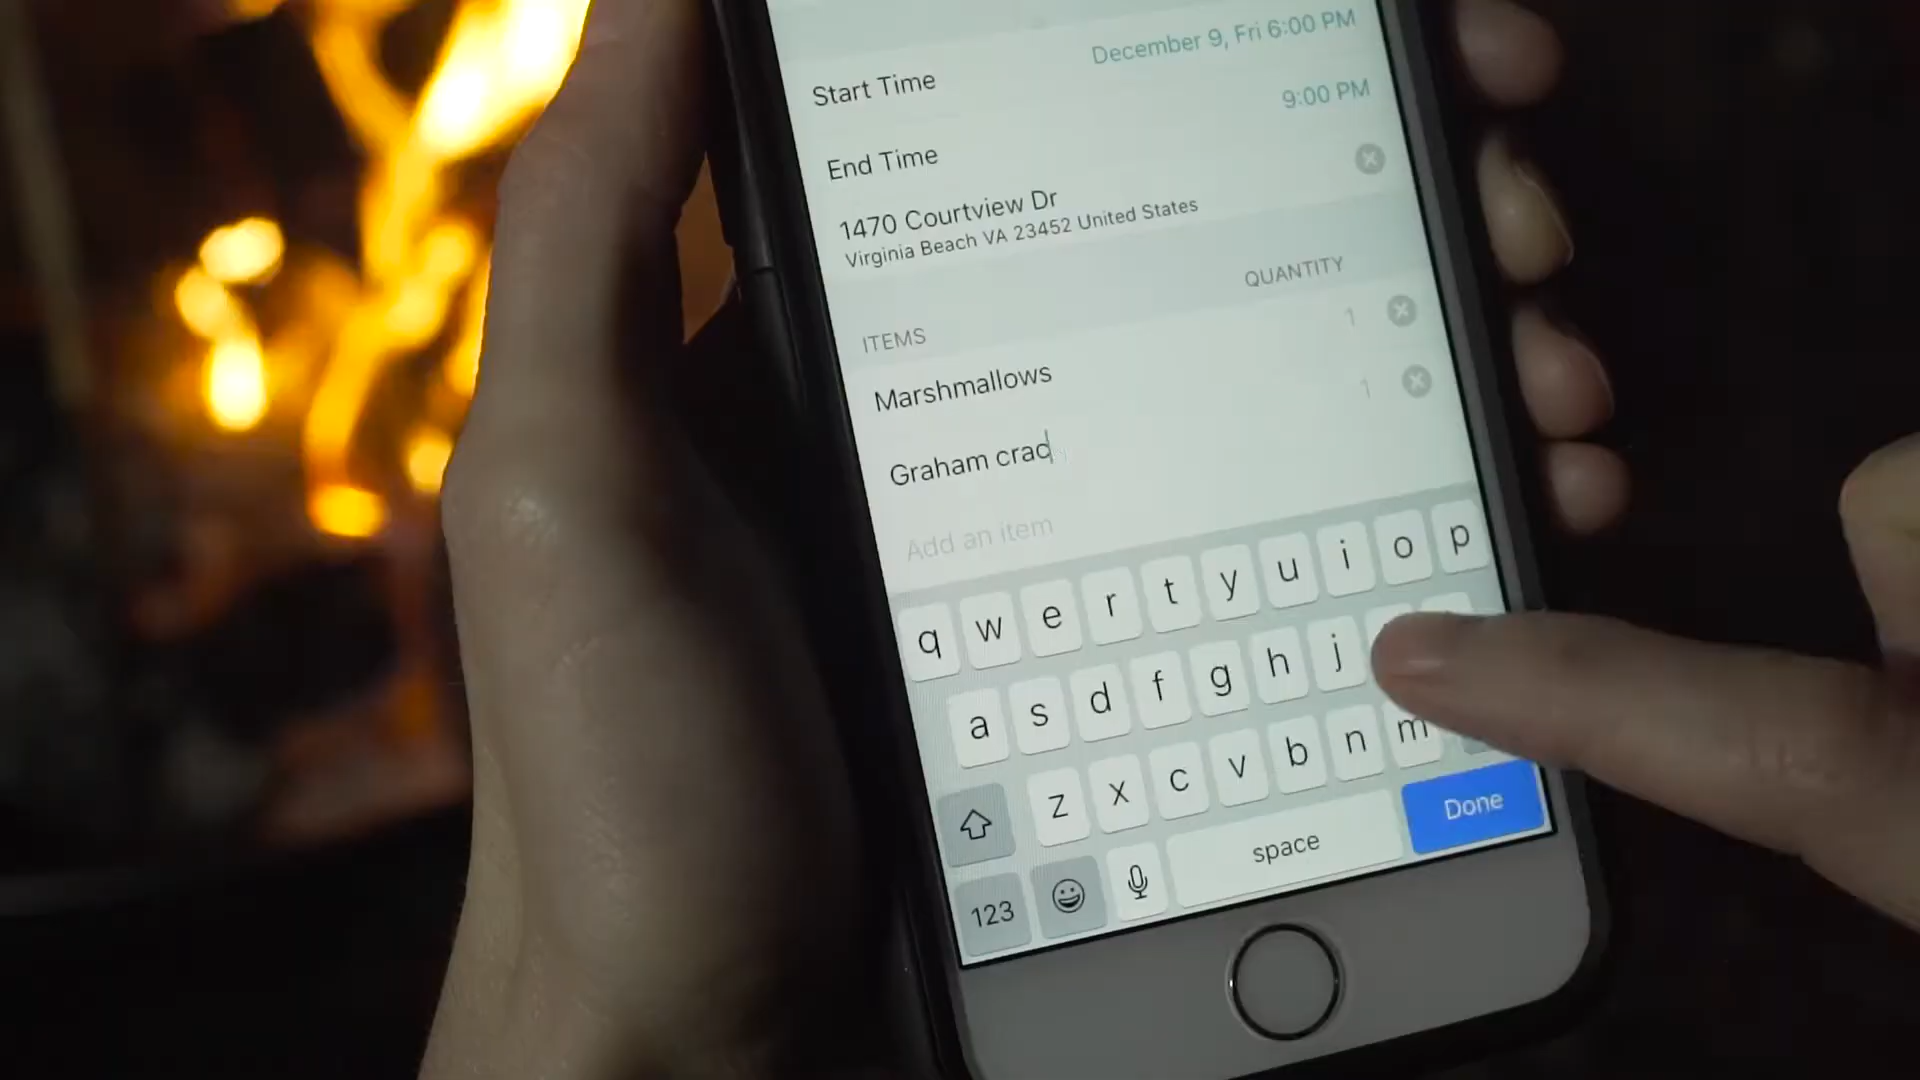 Start Time
December 9, Fri 6:00 PM
End Time
9:00 PM
1470 Courtview Dr
Virginia Beach VA 23452 United States
ITEMS
QUANTITY
Marshmallows
1
Graham crac
1
Add an item
q w e r t y u i o p
a s d f g h j
z x c v b n m
123
space
Done